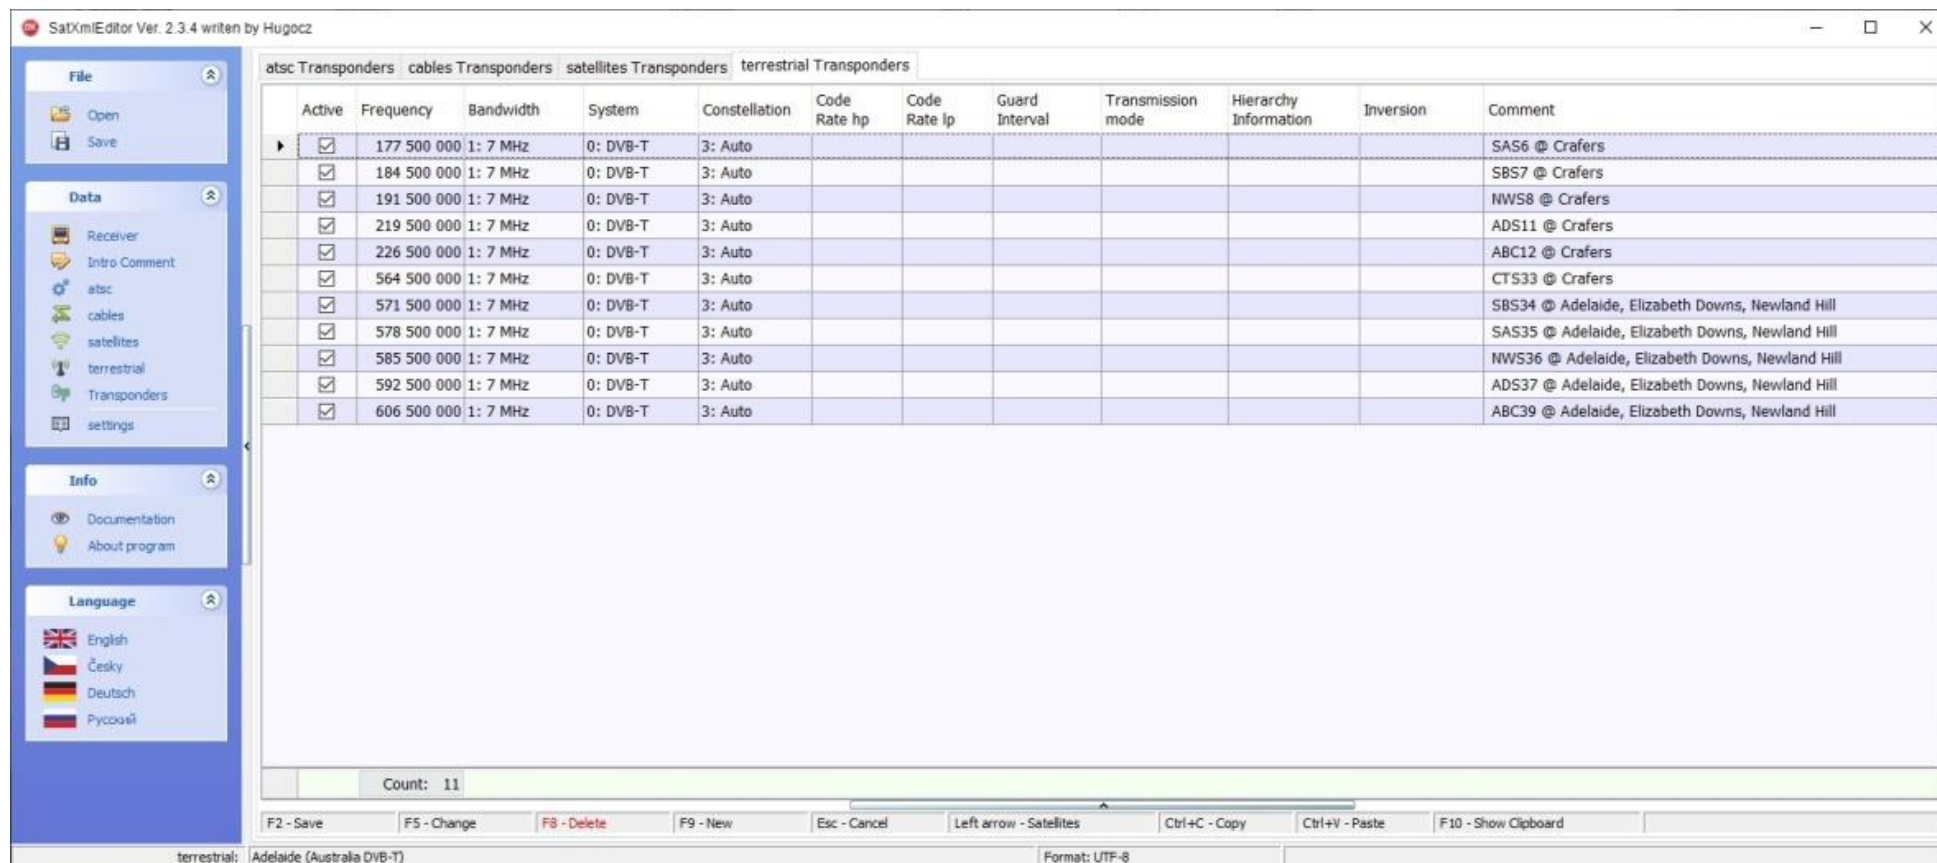 SatXmlEditor Ver. 2.3.4 writen by Hugocz
File
Open
Save
Data
Receiver
Intro Comment
atsc
cables
satellites
terrestrial
Transponders
settings
Info
Documentation
About program
Language
English
Česky
Deutsch
Русский
atsc Transponders cables Transponders satellites Transponders terrestrial Transponders
Active Frequency Bandwidth System Constellation Code Rate hp Code Rate lp Guard Interval Transmission mode Hierarchy Information Inversion Comment
177 500 000 1: 7 MHz 0: DVB-T 3: Auto SAS6 @ Crafers
184 500 000 1: 7 MHz 0: DVB-T 3: Auto SBS7 @ Crafers
191 500 000 1: 7 MHz 0: DVB-T 3: Auto NWS8 @ Crafers
219 500 000 1: 7 MHz 0: DVB-T 3: Auto ADS11 @ Crafers
226 500 000 1: 7 MHz 0: DVB-T 3: Auto ABC12 @ Crafers
564 500 000 1: 7 MHz 0: DVB-T 3: Auto CTS33 @ Crafers
571 500 000 1: 7 MHz 0: DVB-T 3: Auto SBS34 @ Adelaide, Elizabeth Downs, Newland Hill
578 500 000 1: 7 MHz 0: DVB-T 3: Auto SAS35 @ Adelaide, Elizabeth Downs, Newland Hill
585 500 000 1: 7 MHz 0: DVB-T 3: Auto NWS36 @ Adelaide, Elizabeth Downs, Newland Hill
592 500 000 1: 7 MHz 0: DVB-T 3: Auto ADS37 @ Adelaide, Elizabeth Downs, Newland Hill
606 500 000 1: 7 MHz 0: DVB-T 3: Auto ABC39 @ Adelaide, Elizabeth Downs, Newland Hill
Count: 11
F2 - Save F5 - Change F8 - Delete F9 - New Esc - Cancel Left arrow - Satellites Ctrl+C - Copy Ctrl+V - Paste F10 - Show Clipboard
terrestrial: Adelaide (Australia DVB-T) Format: UTF-8